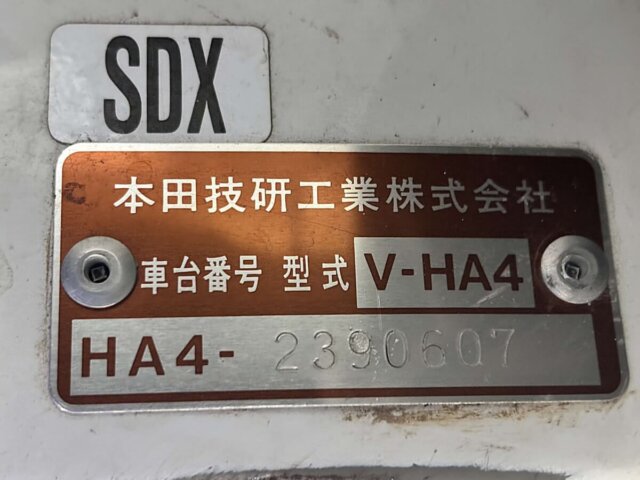 SDX
本田技研工業株式会社
車台番号 型式 V-HA4
HA4- 2390607